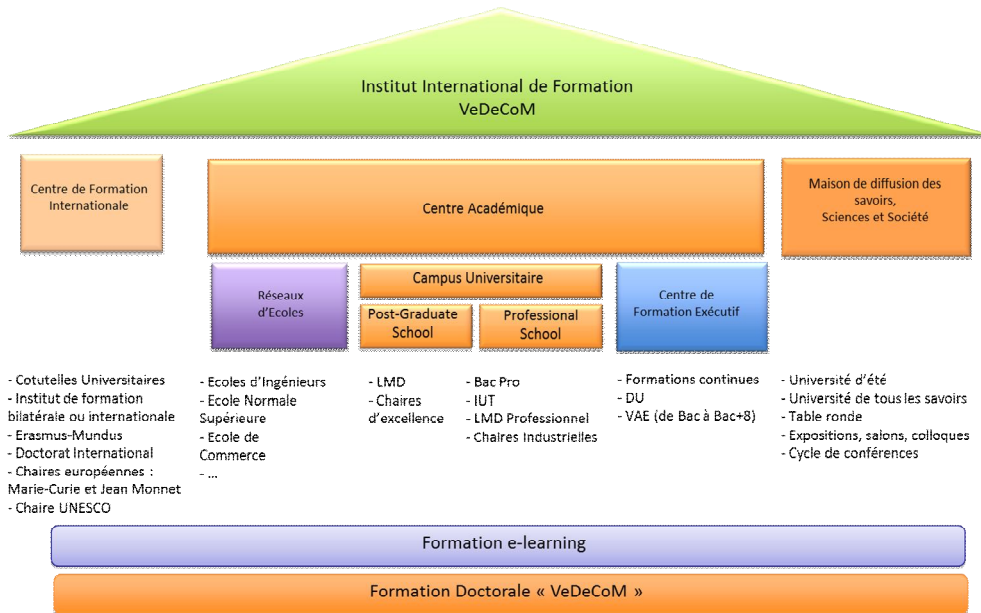 Institut International de Formation
VeDeCoM
Centre de Formation
Internationale
Centre Académique
Maison de diffusion des
savoirs,
Sciences et Société
Réseaux
d'Ecoles
Campus Universitaire
Post-Graduate
School
Professional
School
Centre de
Formation Exécutif
- Cotutelles Universitaires
- Institut de formation
bilatérale ou internationale
- Erasmus-Mundus
- Doctorat International
- Chaires européennes :
Marie-Curie et Jean Monnet
- Chaire UNESCO
- Ecoles d'Ingénieurs
- Ecole Normale
Supérieure
- Ecole de
Commerce
- ...
- LMD
- Chaires
d'excellence
- Bac Pro
- IUT
- LMD Professionnel
- Chaires Industrielles
- Formations continues
- DU
- VAE (de Bac à Bac+8)
- Université d'été
- Université de tous les savoirs
- Table ronde
- Expositions, salons, colloques
- Cycle de conférences
Formation e-learning
Formation Doctorale « VeDeCoM »